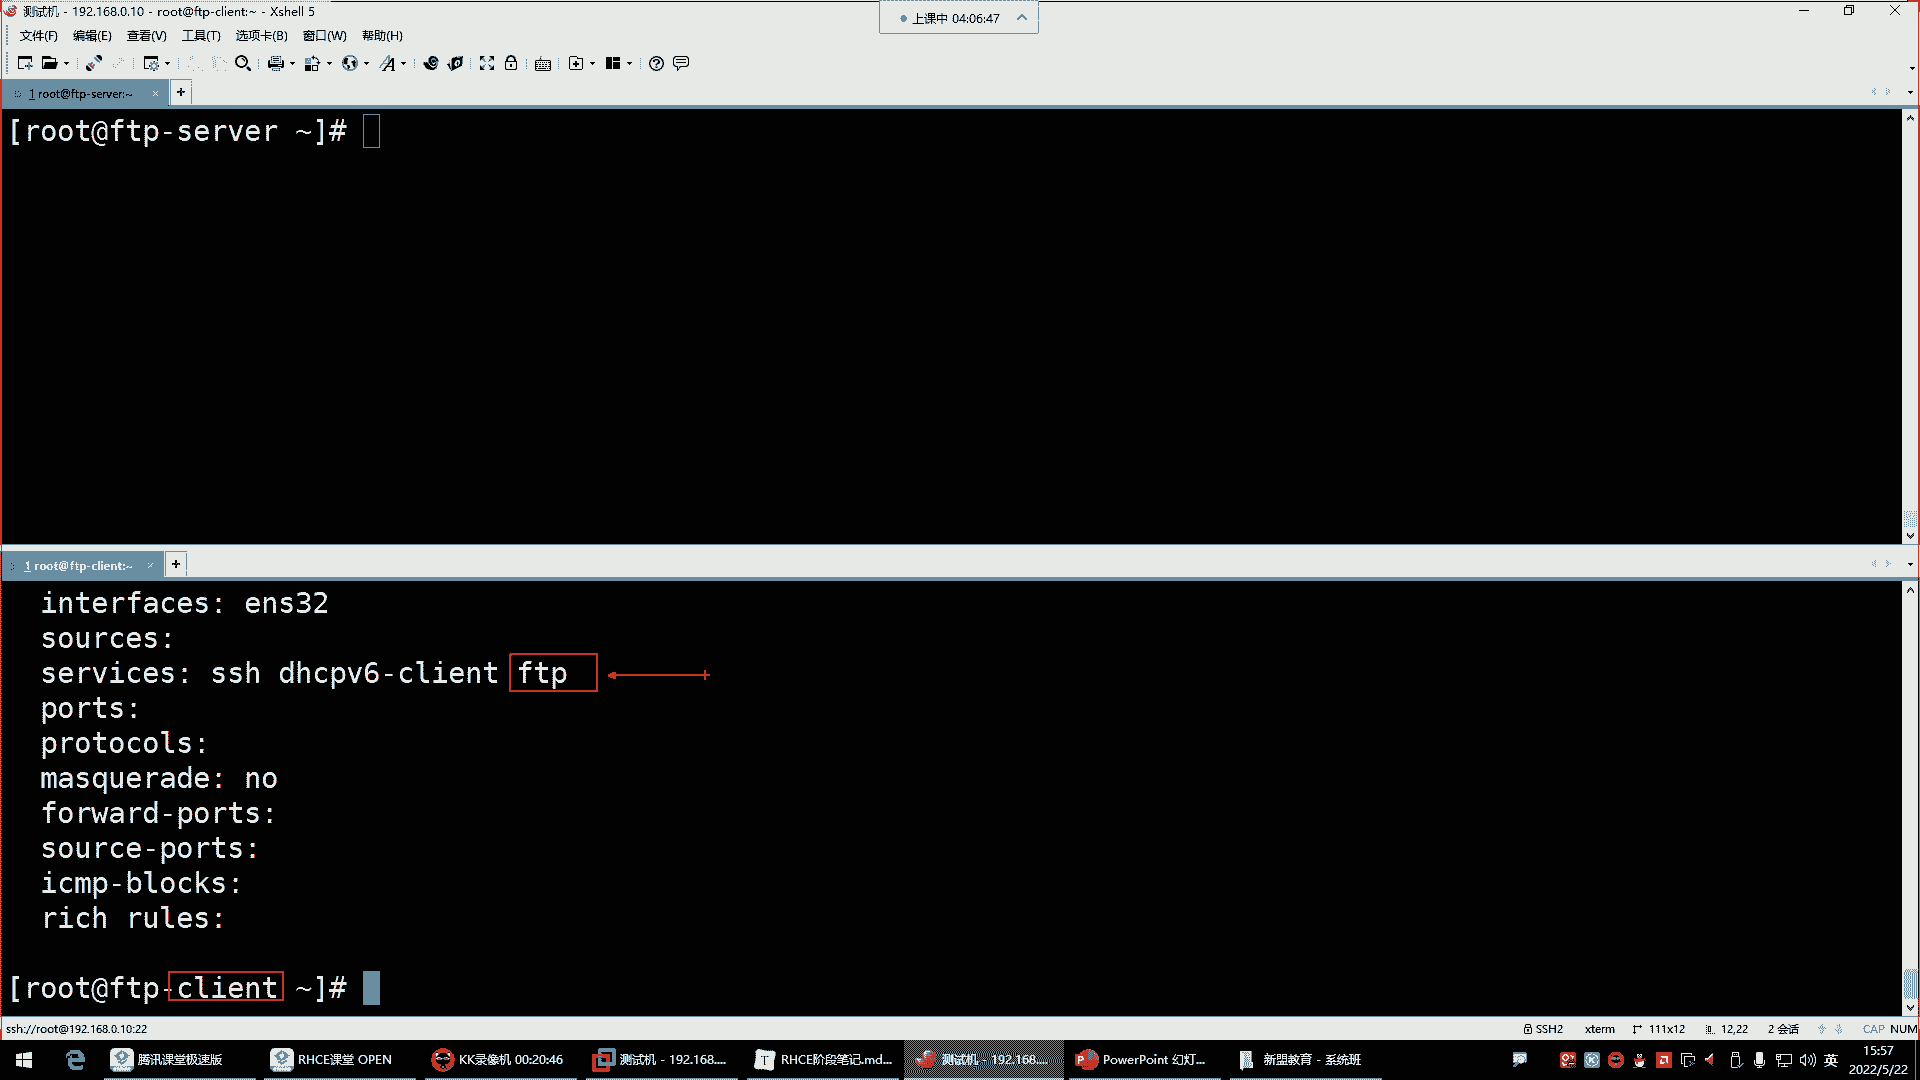 测试机 - 192.168.0.10 - root@ftp-client:~ - Xshell 5
上课中 04:06:47
文件(F) 编辑(E) 查看(V) 工具(T) 选项卡(B) 窗口(W) 帮助(H)
1 root@ftp-server:~
[root@ftp-server ~]#
1 root@ftp-client:~
interfaces: ens32
sources:
services: ssh dhcpv6-client ftp
ports:
protocols:
masquerade: no
forward-ports:
source-ports:
icmp-blocks:
rich rules:
[root@ftp-client ~]#
ssh://root@192.168.0.10:22
SSH2 xterm 111x12 12,22 2 会话 CAP NUM
腾讯课堂极速版 RHCE课堂 OPEN KK录像机 00:20:46 测试机 - 192.168.... RHCE阶段笔记.md... 测试机 - 192.168.... PowerPoint 幻灯... 新盟教育 - 系统班 英
15:57
2022/5/22